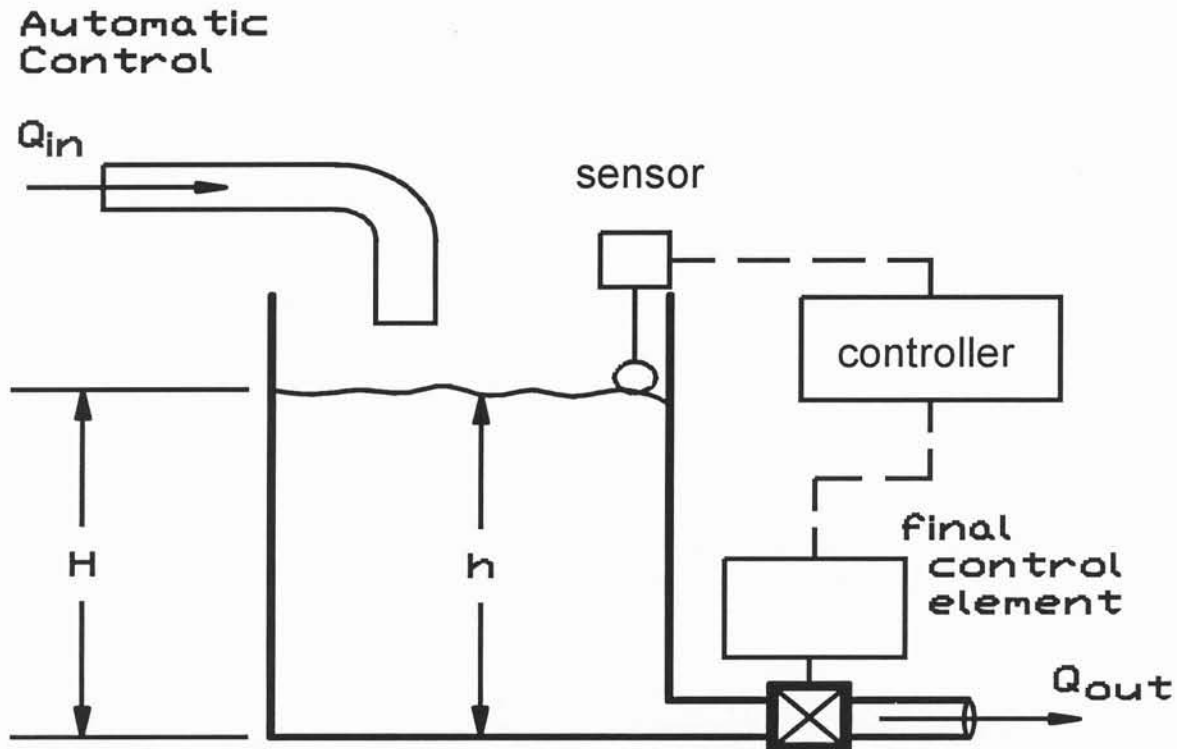 Automatic
Control
Qin
sensor
controller
H
h
final
control
element
Qout